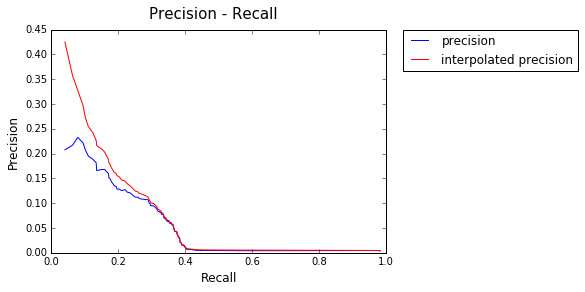 Precision - Recall
precision
interpolated precision
Precision
0.45
0.40
0.35
0.30
0.25
0.20
0.15
0.10
0.05
0.00
0.0 0.2 0.4 0.6 0.8 1.0
Recall